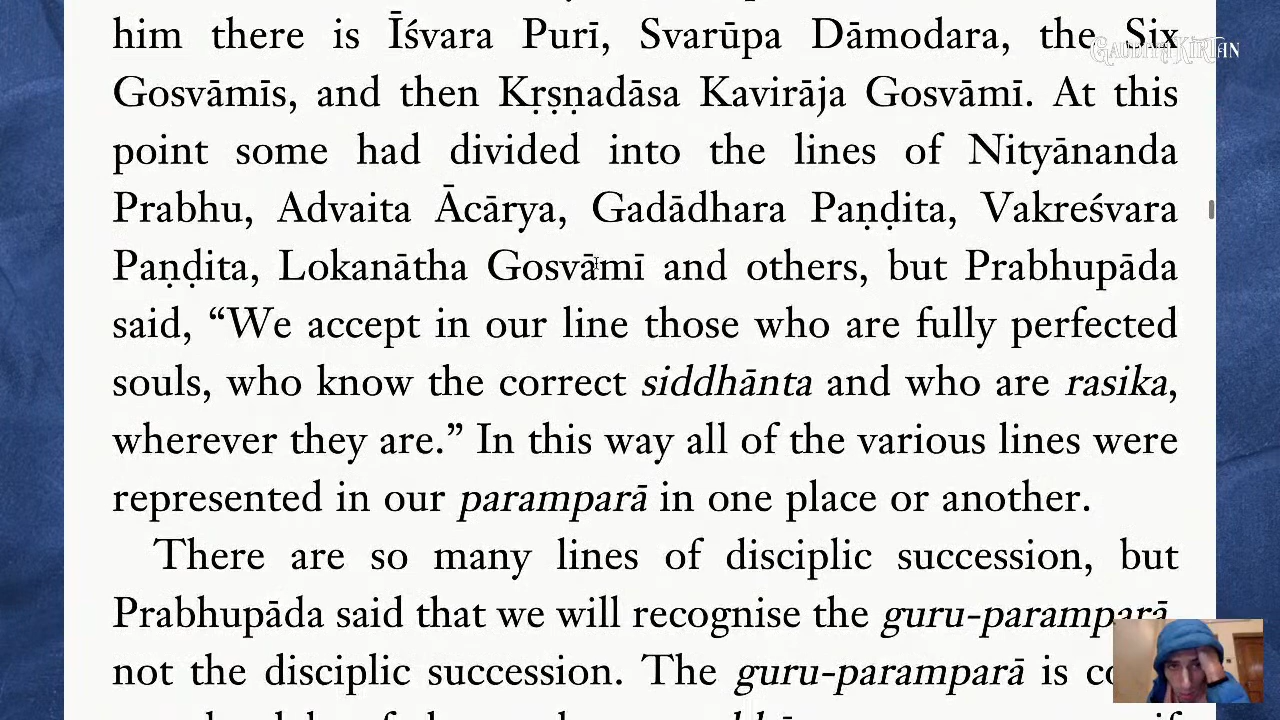 him there is Īśvara Purī, Svarūpa Dāmodara, the Six
GAUDIYA KIRTAN
Gosvāmīs, and then Kṛṣṇadāsa Kavirāja Gosvāmī. At this
point some had divided into the lines of Nityānanda
Prabhu, Advaita Ācārya, Gadādhara Paṇḍita, Vakreśvara
Paṇḍita, Lokanātha Gosvāmī and others, but Prabhupāda
said, “We accept in our line those who are fully perfected
souls, who know the correct siddhānta and who are rasika,
wherever they are.” In this way all of the various lines were
represented in our paramparā in one place or another.
There are so many lines of disciplic succession, but
Prabhupāda said that we will recognise the guru-paramparā,
not the disciplic succession. The guru-paramparā is